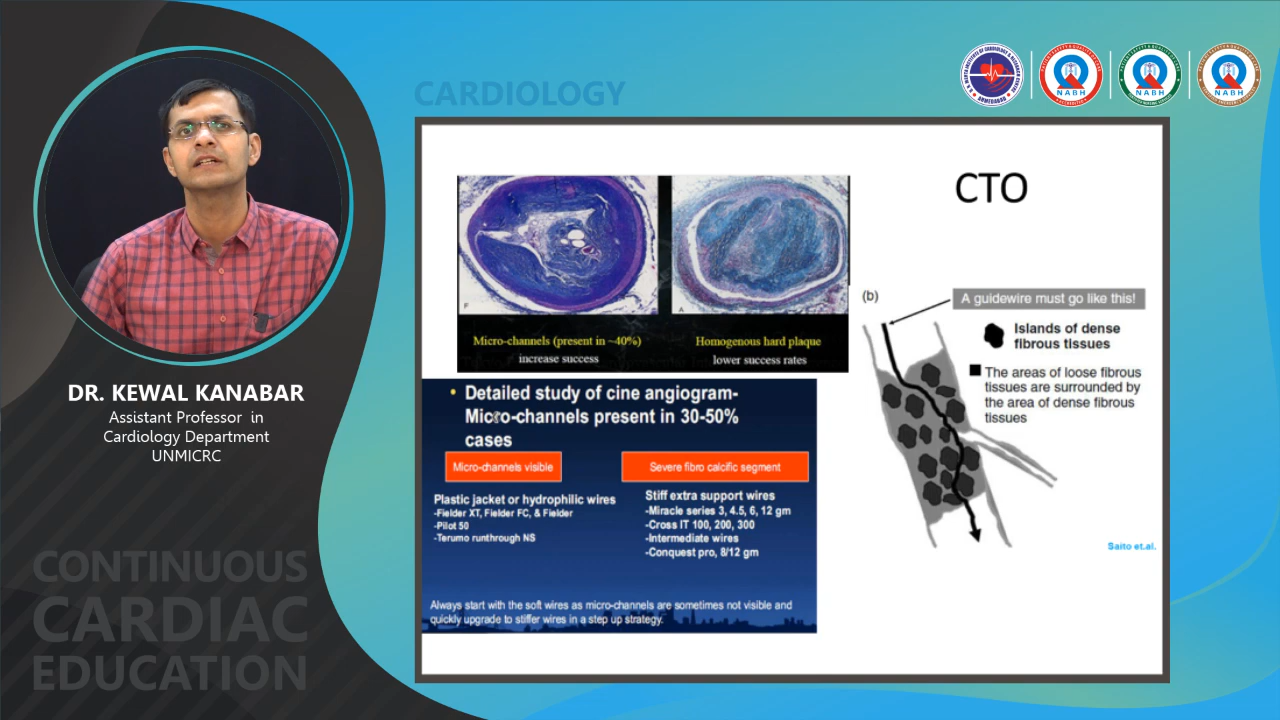 CARDIOLOGY
NABH
NABH
NABH
CTO
F
A
Micro-channels (present in ~40%)
increase success
Homogenous hard plaque
lower success rates
(b)
A guidewire must go like this!
Islands of dense
fibrous tissues
The areas of loose fibrous
tissues are surrounded by
the area of dense fibrous
tissues
Saito et.al.
• Detailed study of cine angiogram-
Micro-channels present in 30-50%
cases
Micro-channels visible
Severe fibro calcific segment
Plastic jacket or hydrophilic wires
-Fielder XT, Fielder FC, & Fielder
-Pilot 50
-Terumo runthrough NS
Stiff extra support wires
-Miracle series 3, 4.5, 6, 12 gm
-Cross IT 100, 200, 300
-Intermediate wires
-Conquest pro, 8/12 gm
Always start with the soft wires as micro-channels are sometimes not visible and
quickly upgrade to stiffer wires in a step up strategy.
DR. KEWAL KANABAR
Assistant Professor in
Cardiology Department
UNMICRC
CONTINUOUS
CARDIAC
EDUCATION